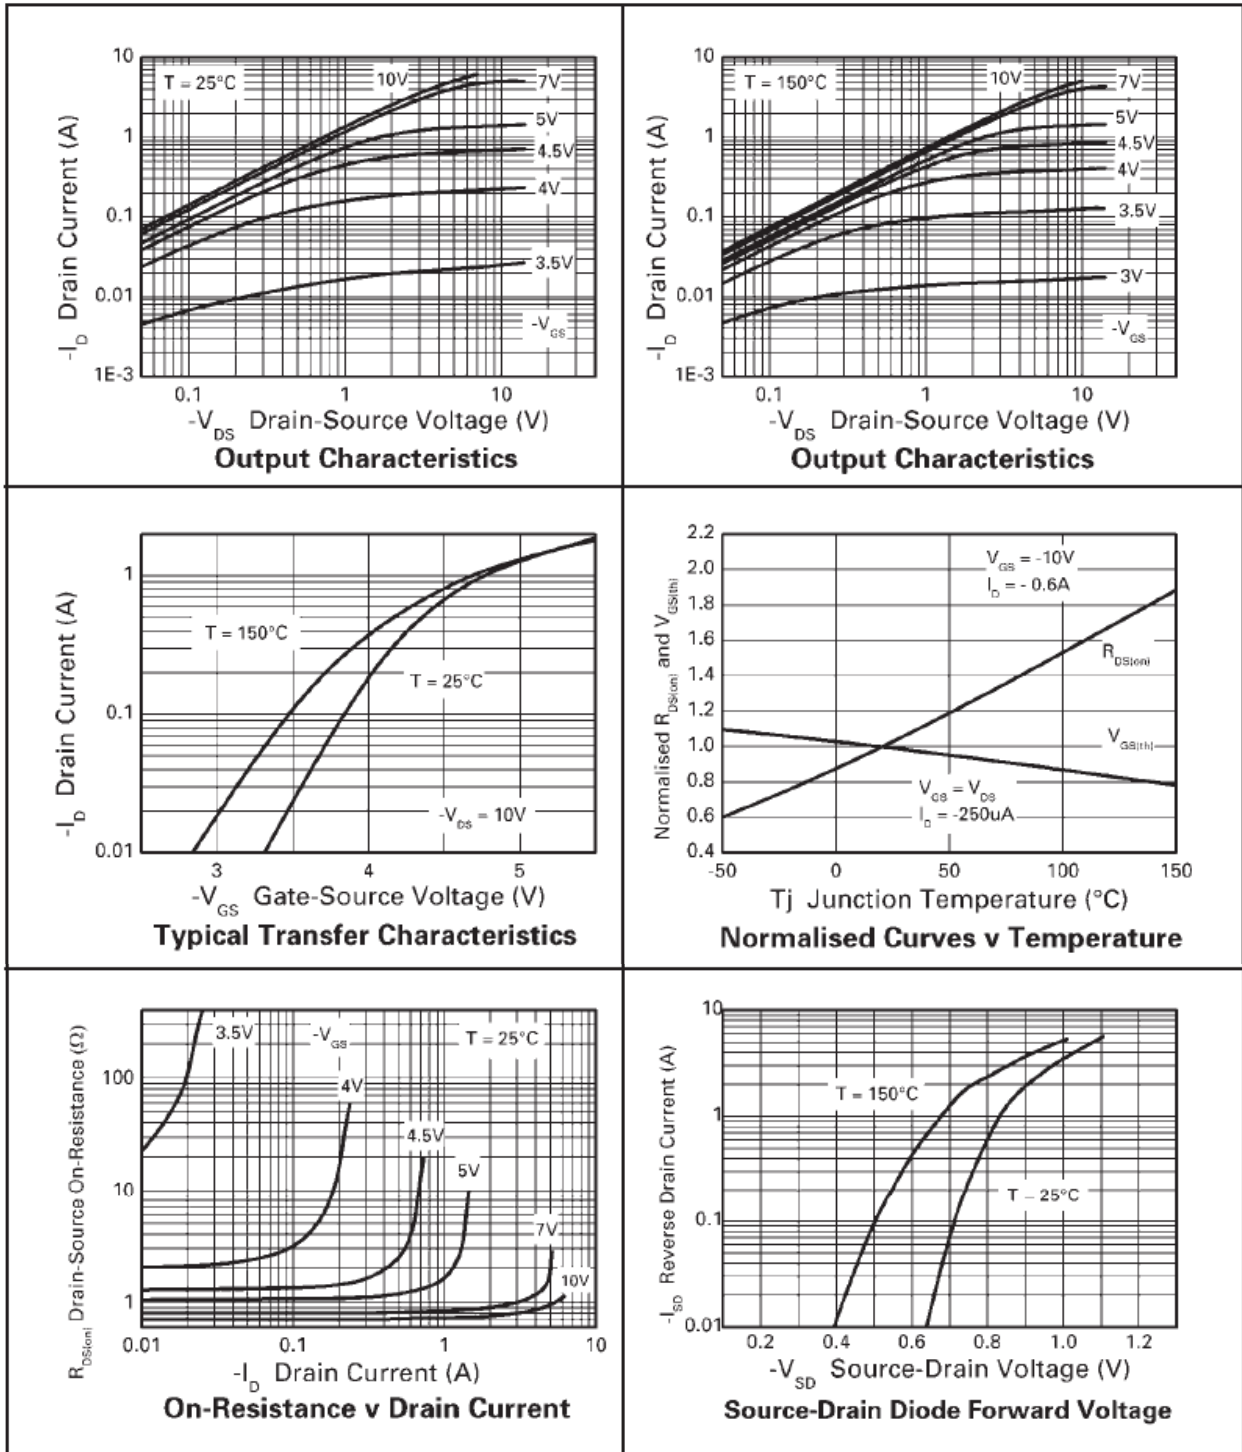 10
T = 25°C
10V
7V
5V
1
4.5V
4V
0.1
3.5V
0.01
-VGS
1E-3
0.1 1 10
-ID Drain Current (A)
-VDS Drain-Source Voltage (V)
Output Characteristics
10
T = 150°C
10V
7V
5V
1
4.5V
4V
3.5V
0.1
3V
0.01
-VGS
1E-3
0.1 1 10
-ID Drain Current (A)
-VDS Drain-Source Voltage (V)
Output Characteristics
1
T = 150°C
T = 25°C
0.1
-VDS = 10V
0.01
3 4 5
-ID Drain Current (A)
-VGS Gate-Source Voltage (V)
Typical Transfer Characteristics
2.2
2.0
1.8
1.6
1.4
1.2
1.0
0.8
0.6
0.4
VGS = -10V
ID = - 0.6A
RDS(on)
VGS(th)
VGS = VDS
ID = -250uA
-50 0 50 100 150
Normalised RDS(on) and VGS(th)
Tj Junction Temperature (°C)
Normalised Curves v Temperature
3.5V
-VGS
T = 25°C
100
4V
4.5V
5V
10
7V
10V
1
0.01 0.1 1 10
RDS(on) Drain-Source On-Resistance (Ω)
-ID Drain Current (A)
On-Resistance v Drain Current
10
T = 150°C
1
T = 25°C
0.1
0.01
0.2 0.4 0.6 0.8 1.0 1.2
-ISD Reverse Drain Current (A)
-VSD Source-Drain Voltage (V)
Source-Drain Diode Forward Voltage